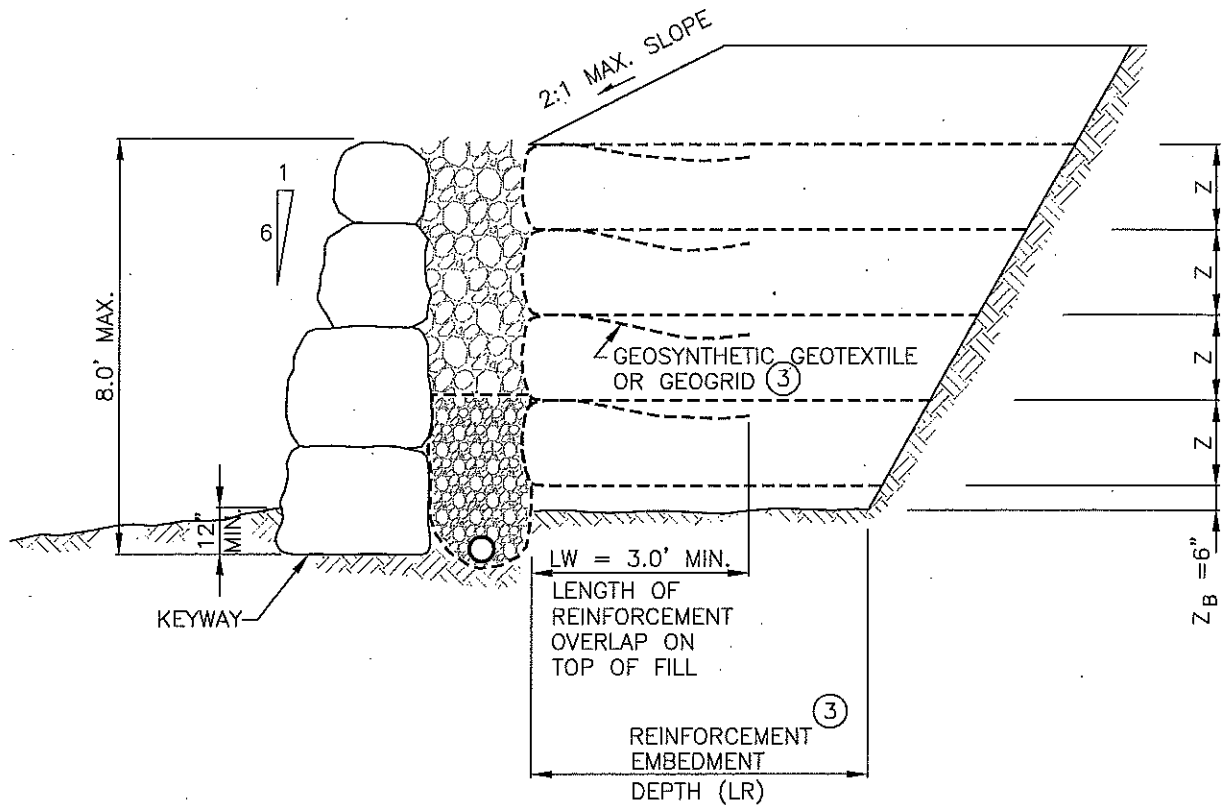 2:1 MAX. SLOPE
1
6
8.0' MAX.
Z
Z
GEOSYNTHETIC GEOTEXTILE
OR GEOGRID 3
Z
Z
12"
MIN.
LW = 3.0' MIN.
LENGTH OF
REINFORCEMENT
OVERLAP ON
TOP OF FILL
KEYWAY
ZB =6"
3
REINFORCEMENT
EMBEDMENT
DEPTH (LR)